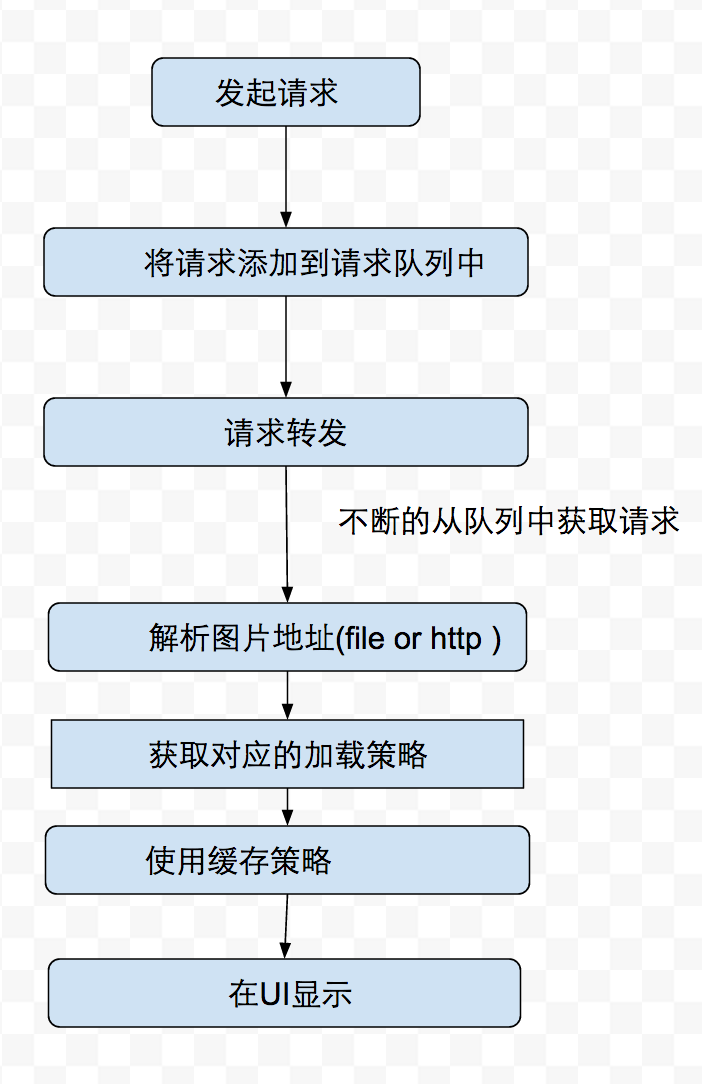 发起请求
将请求添加到请求队列中
请求转发
不断的从队列中获取请求
解析图片地址(file or http )
获取对应的加载策略
使用缓存策略
在UI显示